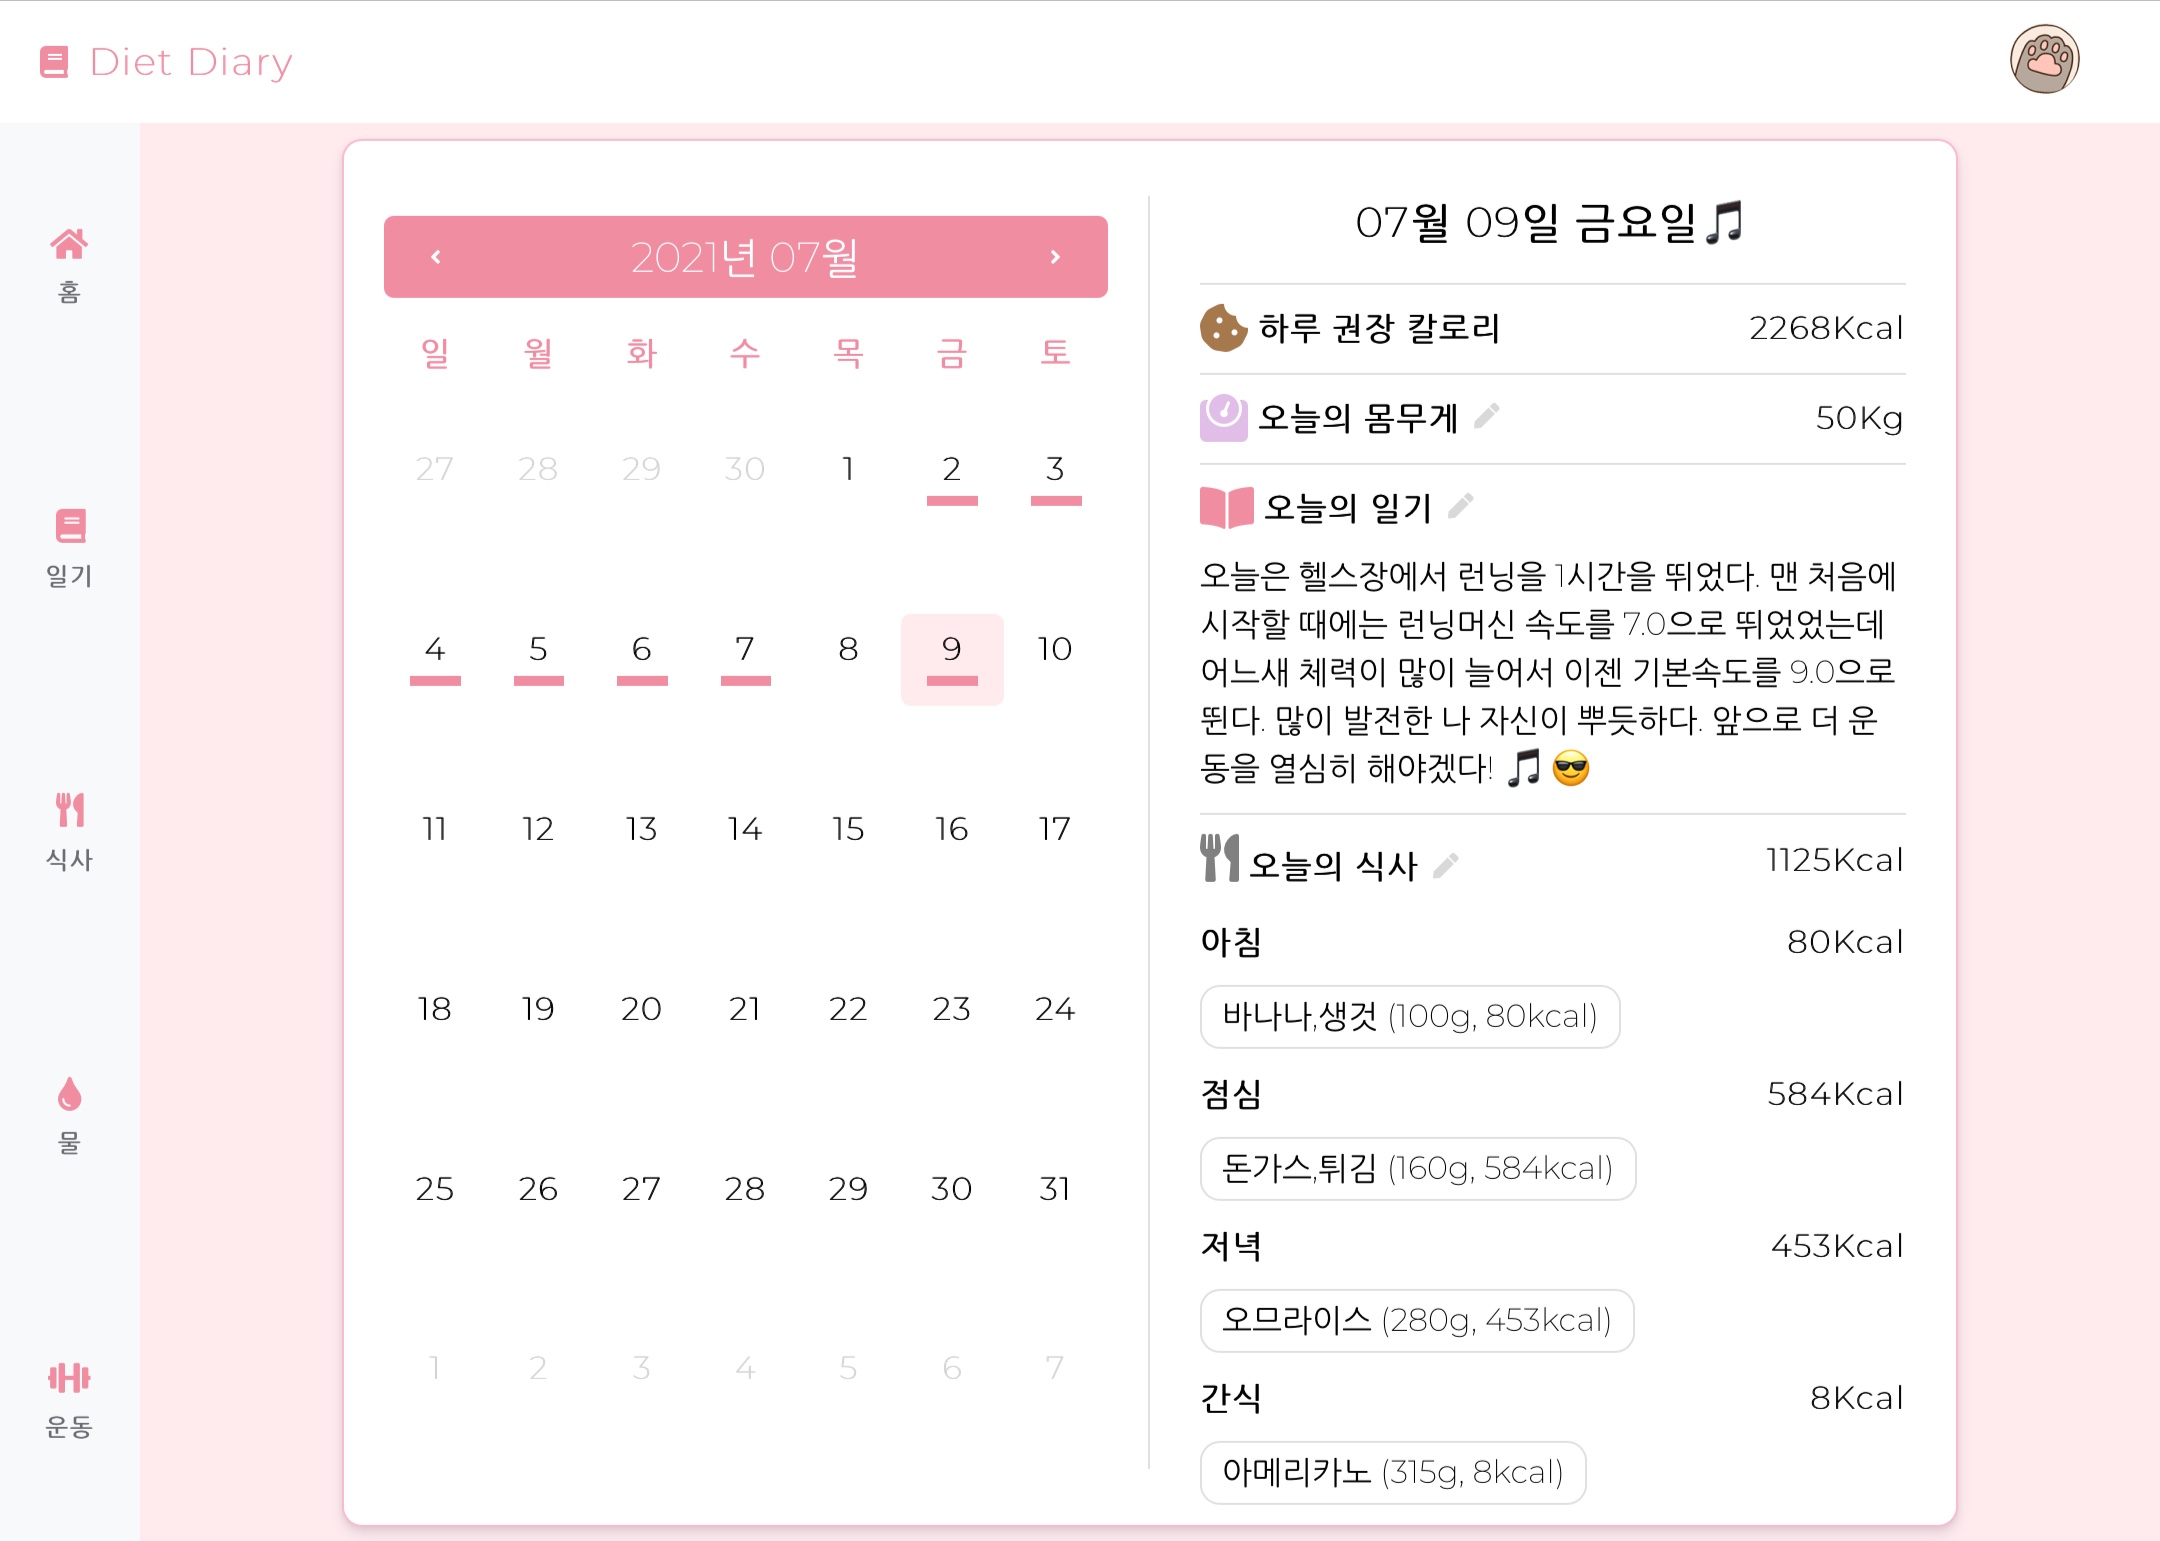 Diet Diary
홈
일기
식사
물
운동
2021년 07월
일 월 화 수 목 금 토
27 28 29 30 1 2 3
4 5 6 7 8 9 10
11 12 13 14 15 16 17
18 19 20 21 22 23 24
25 26 27 28 29 30 31
1 2 3 4 5 6 7
07월 09일 금요일🎵
하루 권장 칼로리 2268Kcal
오늘의 몸무게 50Kg
오늘의 일기
오늘은 헬스장에서 런닝을 1시간을 뛰었다. 맨 처음에
시작할 때에는 런닝머신 속도를 7.0으로 뛰었었는데
어느새 체력이 많이 늘어서 이젠 기본속도를 9.0으로
뛴다. 많이 발전한 나 자신이 뿌듯하다. 앞으로 더 운
동을 열심히 해야겠다! 🎵 😎
오늘의 식사 1125Kcal
아침 80Kcal
바나나,생것 (100g, 80kcal)
점심 584Kcal
돈가스,튀김 (160g, 584kcal)
저녁 453Kcal
오므라이스 (280g, 453kcal)
간식 8Kcal
아메리카노 (315g, 8kcal)